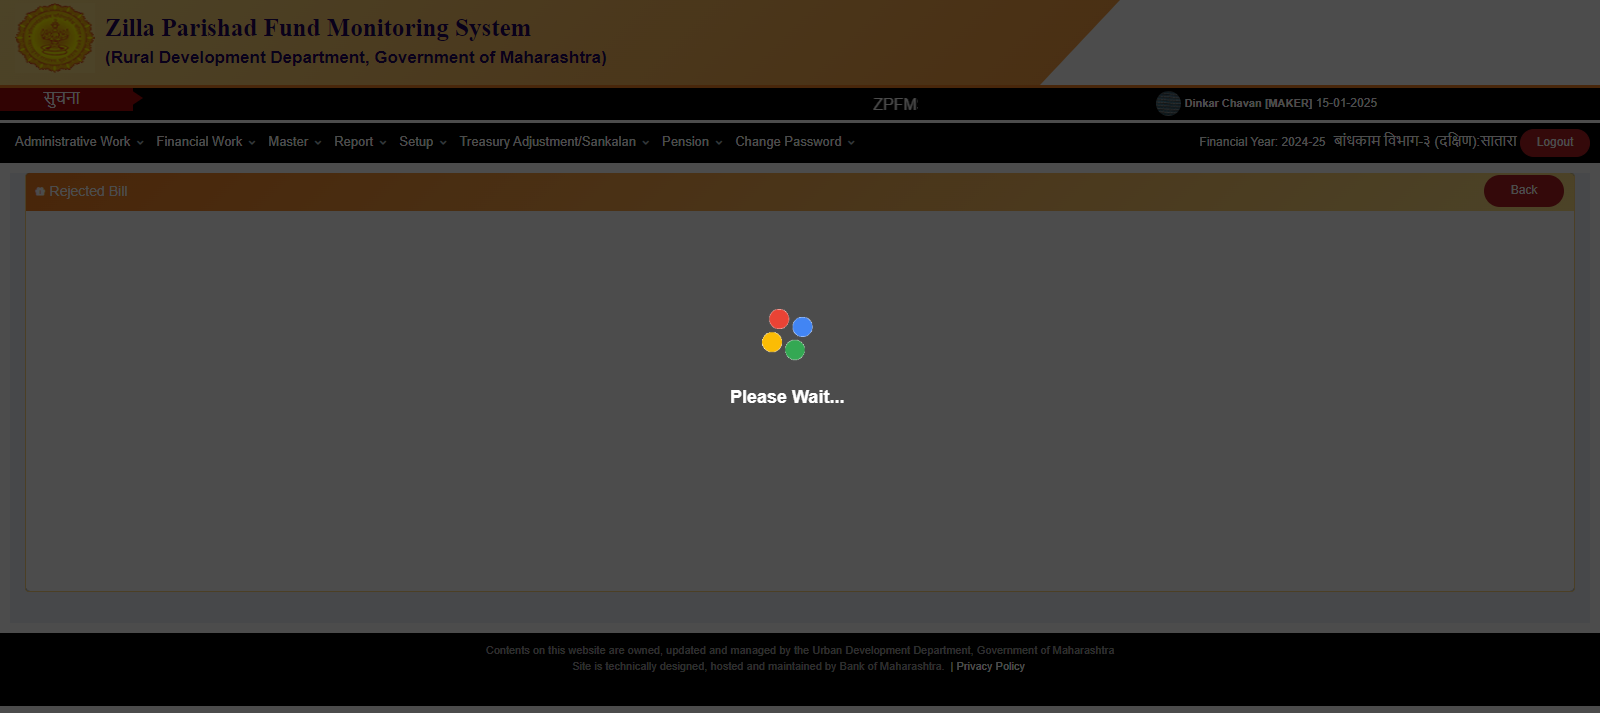 Zilla Parishad Fund Monitoring System
(Rural Development Department, Government of Maharashtra)
सुचना
ZPFM
Dinkar Chavan [MAKER] 15-01-2025
Administrative Work Financial Work Master Report Setup Treasury Adjustment/Sankalan Pension Change Password
Financial Year: 2024-25 बांधकाम विभाग-३ (दक्षिण):सातारा Logout
Rejected Bill
Back
Please Wait...
Contents on this website are owned, updated and managed by the Urban Development Department, Government of Maharashtra
Site is technically designed, hosted and maintained by Bank of Maharashtra. | Privacy Policy